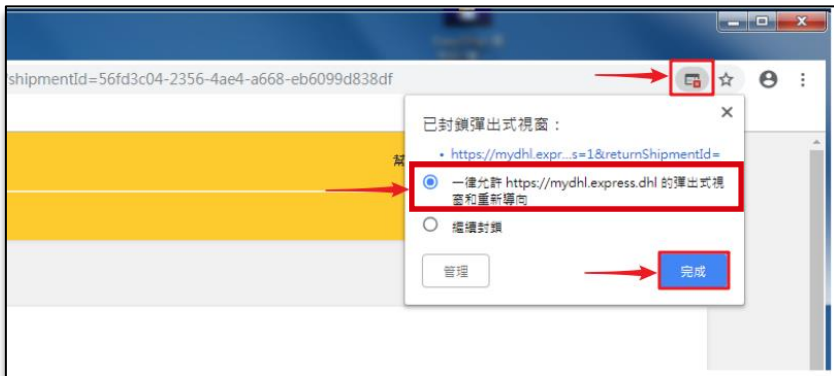 shipmentId=56fd3c04-2356-4ae4-a668-eb6099d838df
已封鎖彈出式視窗：
• https://mydhl.expr...s=1&returnShipmentId=
一律允許 https://mydhl.express.dhl 的彈出式視
窗和重新導向
繼續封鎖
管理
完成